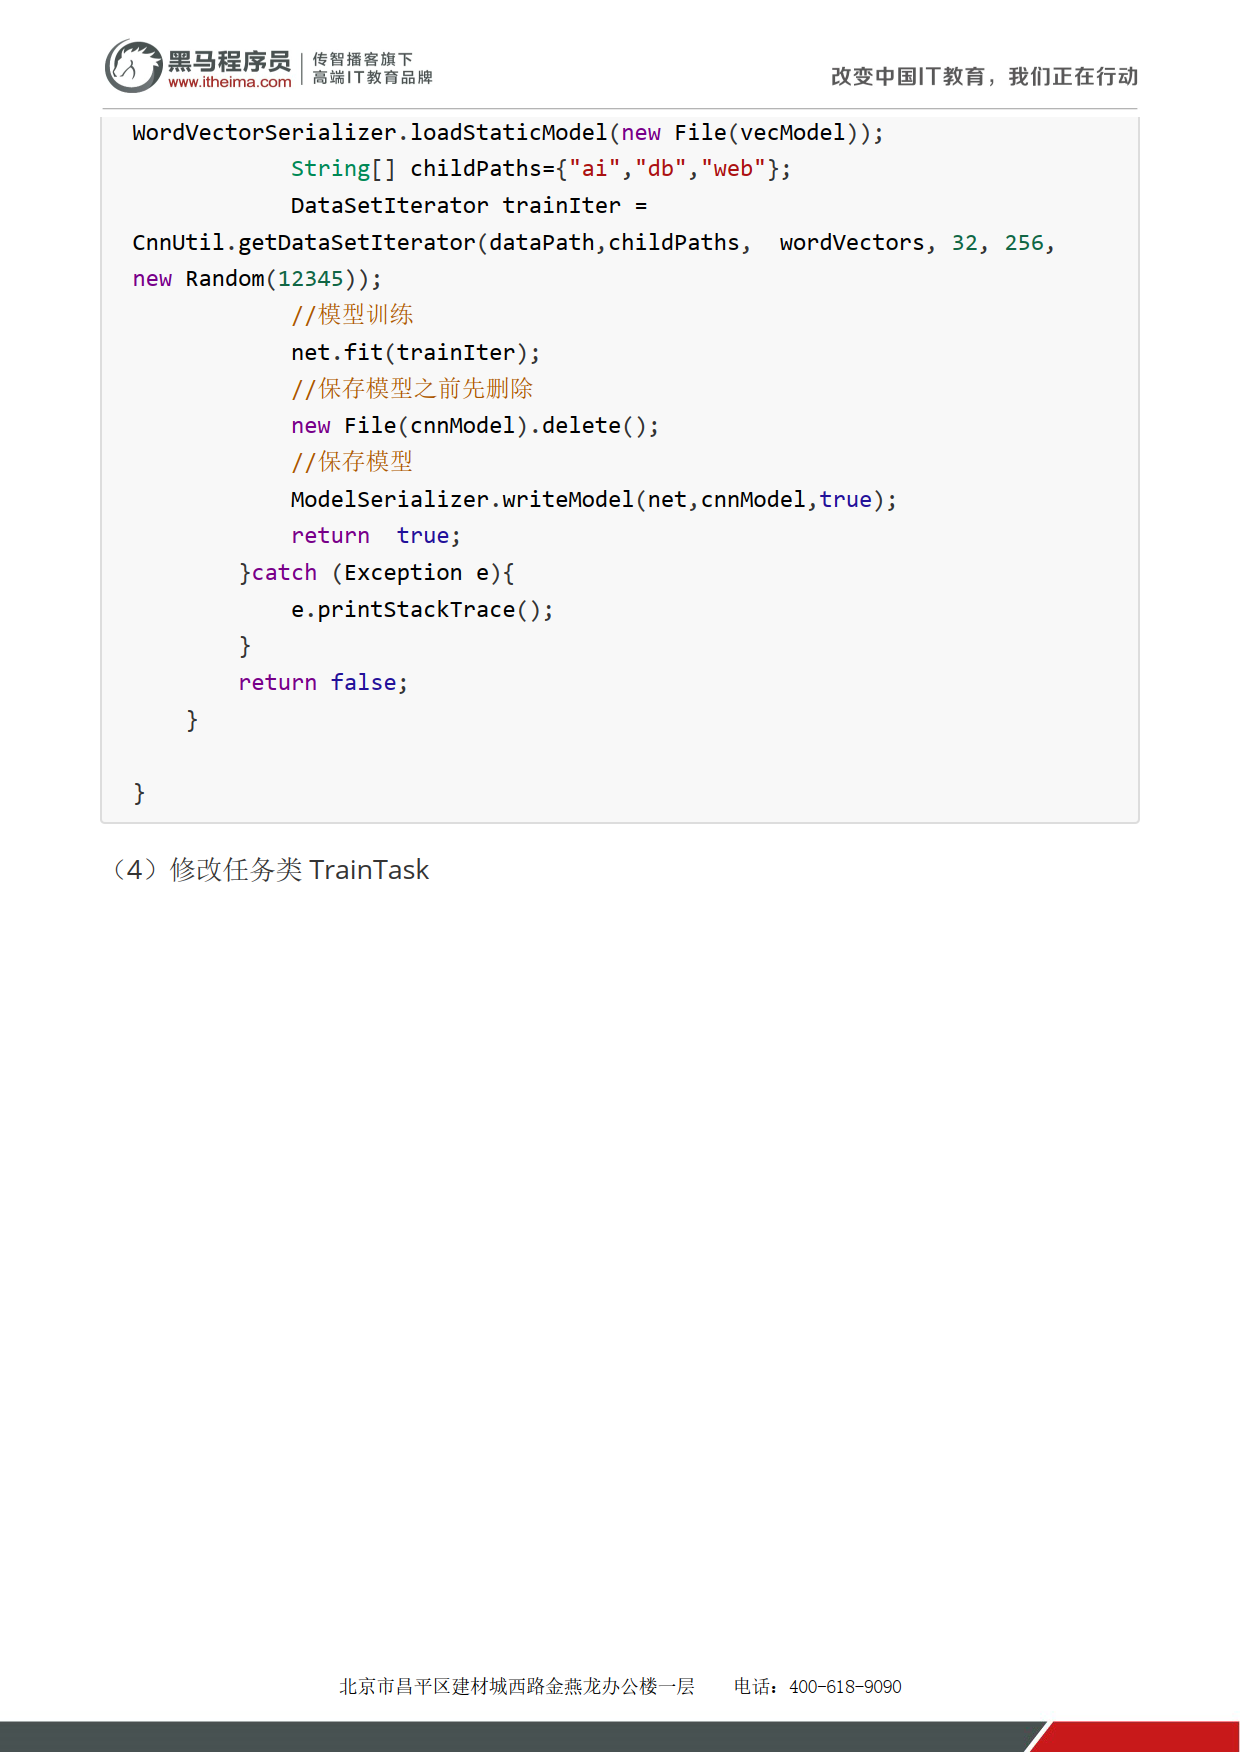 黑马程序员
www.itheima.com
传智播客旗下
高端IT教育品牌
改变中国IT教育，我们正在行动
WordVectorSerializer.loadStaticModel(new File(vecModel));
            String[] childPaths={"ai","db","web"};
            DataSetIterator trainIter =
CnnUtil.getDataSetIterator(dataPath,childPaths,  wordVectors, 32, 256,
new Random(12345));
            //模型训练
            net.fit(trainIter);
            //保存模型之前先删除
            new File(cnnModel).delete();
            //保存模型
            ModelSerializer.writeModel(net,cnnModel,true);
            return  true;
        }catch (Exception e){
            e.printStackTrace();
        }
        return false;
    }
}
（4）修改任务类 TrainTask
北京市昌平区建材城西路金燕龙办公楼一层  电话：400-618-9090